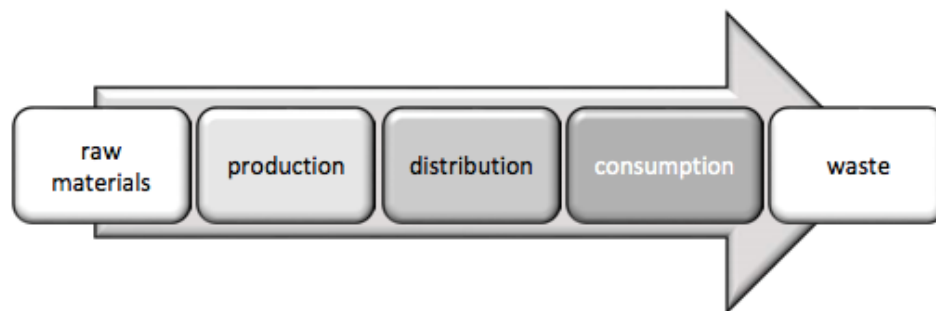 raw
materials
production
distribution
consumption
waste